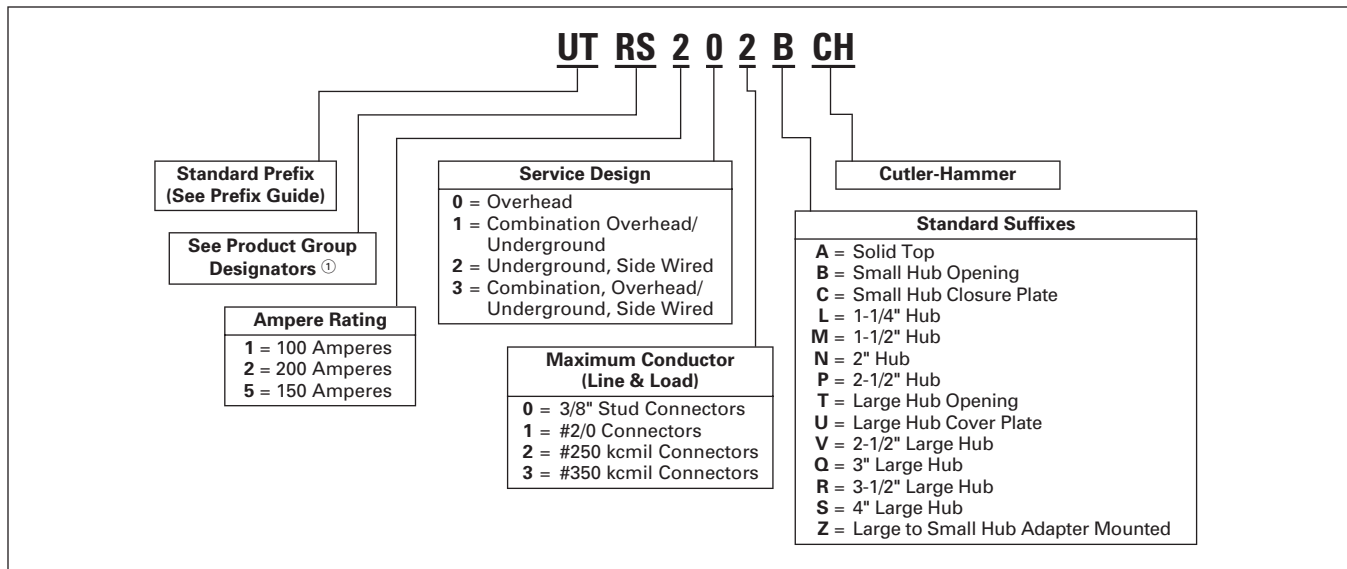 UT RS 2 0 2 B CH
Standard Prefix
(See Prefix Guide)
See Product Group
Designators ①
Ampere Rating
1 = 100 Amperes
2 = 200 Amperes
5 = 150 Amperes
Service Design
0 = Overhead
1 = Combination Overhead/
Underground
2 = Underground, Side Wired
3 = Combination, Overhead/
Underground, Side Wired
Maximum Conductor
(Line & Load)
0 = 3/8" Stud Connectors
1 = #2/0 Connectors
2 = #250 kcmil Connectors
3 = #350 kcmil Connectors
Cutler-Hammer
Standard Suffixes
A = Solid Top
B = Small Hub Opening
C = Small Hub Closure Plate
L = 1-1/4" Hub
M = 1-1/2" Hub
N = 2" Hub
P = 2-1/2" Hub
T = Large Hub Opening
U = Large Hub Cover Plate
V = 2-1/2" Large Hub
Q = 3" Large Hub
R = 3-1/2" Large Hub
S = 4" Large Hub
Z = Large to Small Hub Adapter Mounted